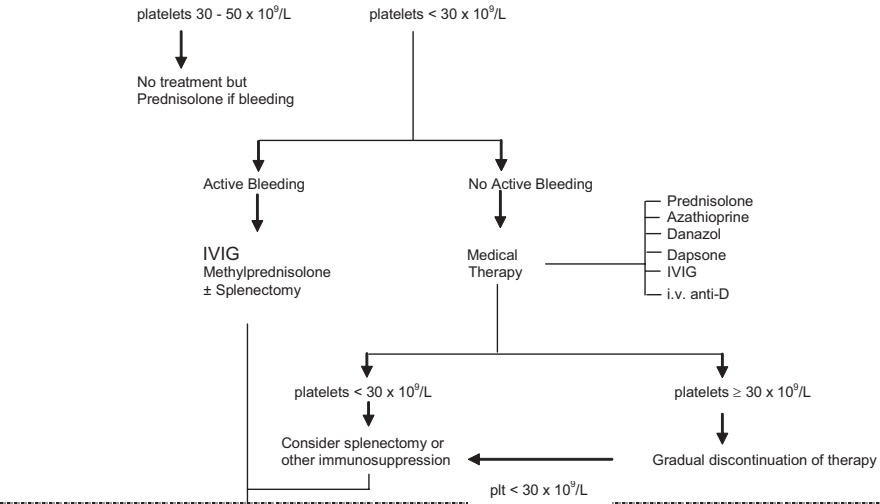 platelets 30 - 50 x 10⁹/L
platelets < 30 x 10⁹/L
No treatment but
Prednisolone if bleeding
Active Bleeding
No Active Bleeding
IVIG
Methylprednisolone
± Splenectomy
Medical
Therapy
Prednisolone
Azathioprine
Danazol
Dapsone
IVIG
i.v. anti-D
platelets < 30 x 10⁹/L
platelets ≥ 30 x 10⁹/L
Consider splenectomy or
other immunosuppression
Gradual discontinuation of therapy
plt < 30 x 10⁹/L